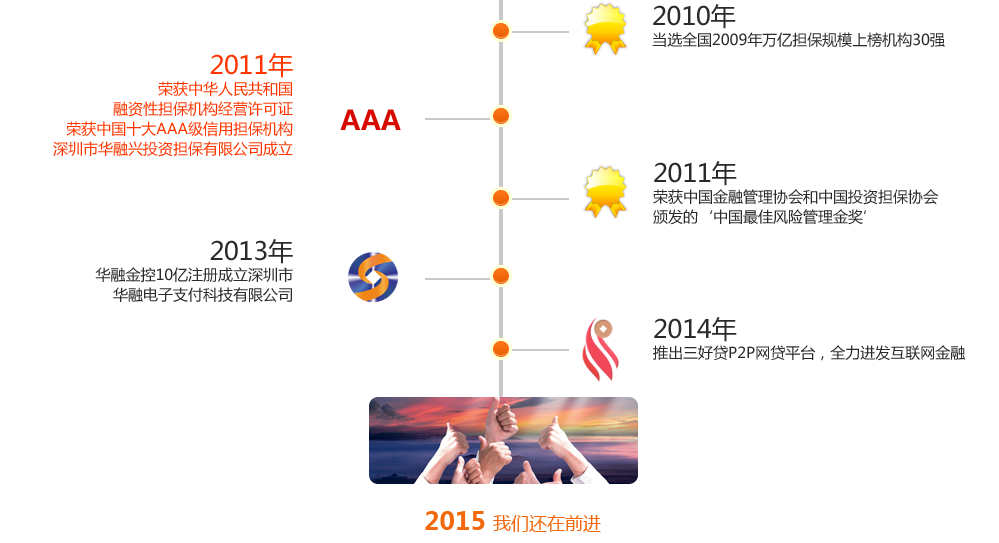 2010年
当选全国2009年万亿担保规模上榜机构30强
2011年
荣获中华人民共和国
融资性担保机构经营许可证
荣获中国十大AAA级信用担保机构
深圳市华融兴投资担保有限公司成立
AAA
2011年
荣获中国金融管理协会和中国投资担保协会
颁发的‘中国最佳风险管理金奖’
2013年
华融金控10亿注册成立深圳市
华融电子支付科技有限公司
2014年
推出三好贷P2P网贷平台，全力进发互联网金融
2015 我们还在前进